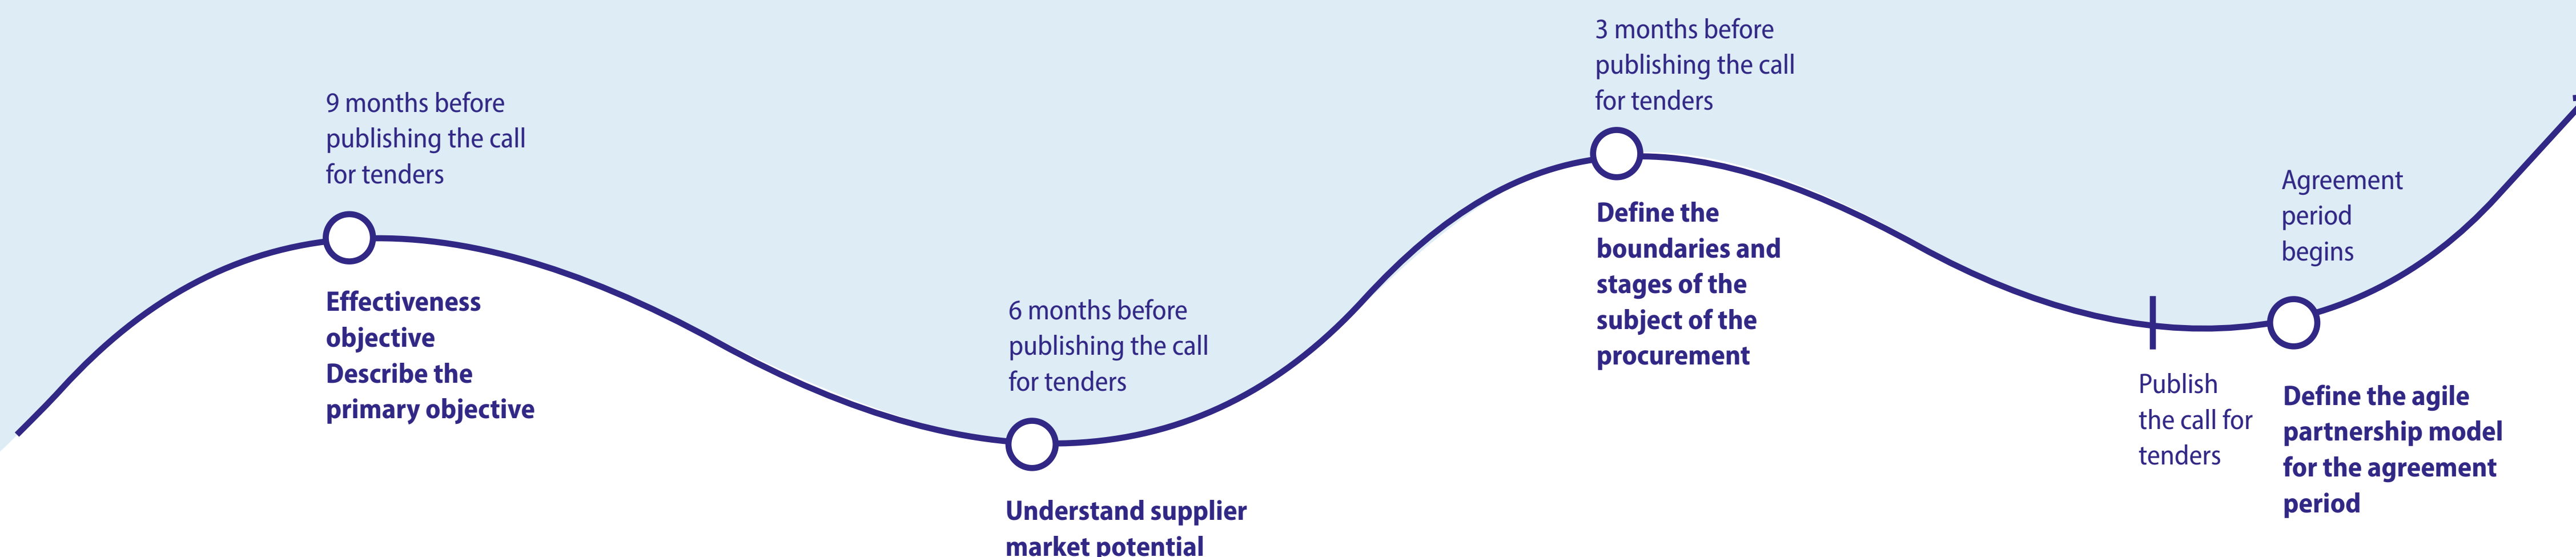 9 months before
publishing the call
for tenders
Effectiveness
objective
Describe the
primary objective
6 months before
publishing the call
for tenders
Understand supplier
market potential
3 months before
publishing the call
for tenders
Define the
boundaries and
stages of the
subject of the
procurement
Publish
the call for
tenders
Agreement
period
begins
Define the agile
partnership model
for the agreement
period